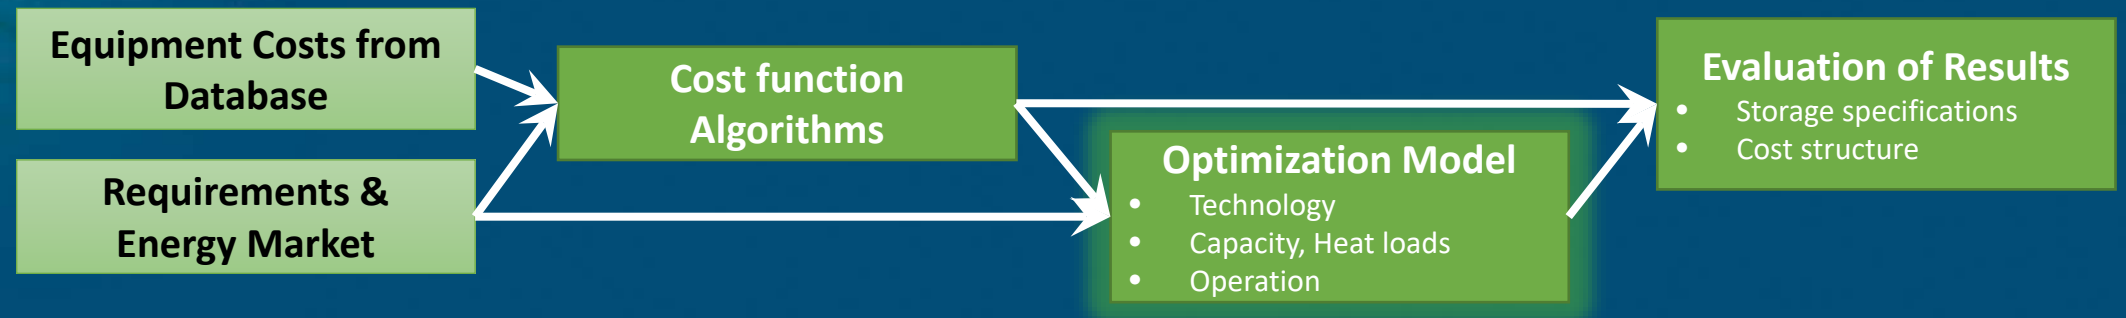 Equipment Costs from
Database
Requirements &
Energy Market
Cost function
Algorithms
Optimization Model
• Technology
• Capacity, Heat loads
• Operation
Evaluation of Results
• Storage specifications
• Cost structure